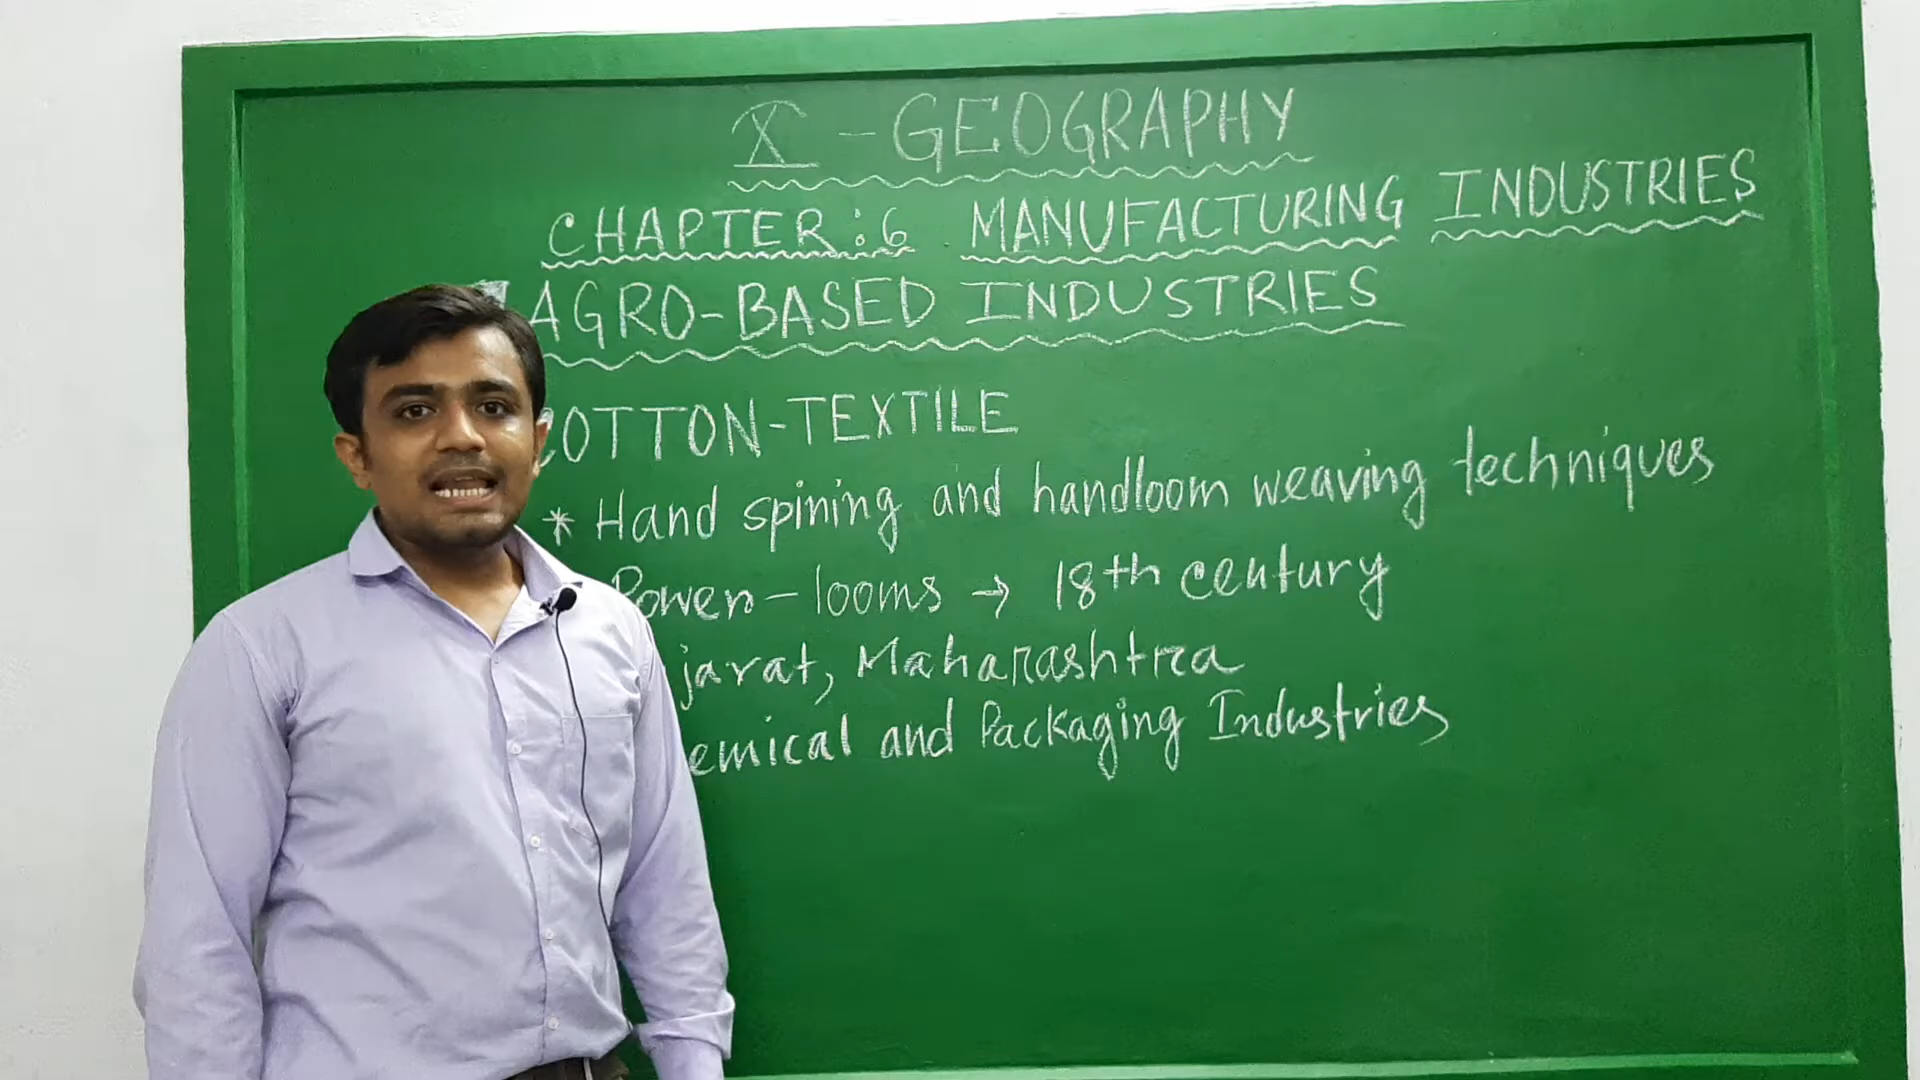 X - GEOGRAPHY
CHAPTER:6 MANUFACTURING INDUSTRIES
AGRO-BASED INDUSTRIES
COTTON-TEXTILE
* Hand spining and handloom weaving techniques
Power-looms → 18th century
jarat, Maharashtra
emical and Packaging Industries